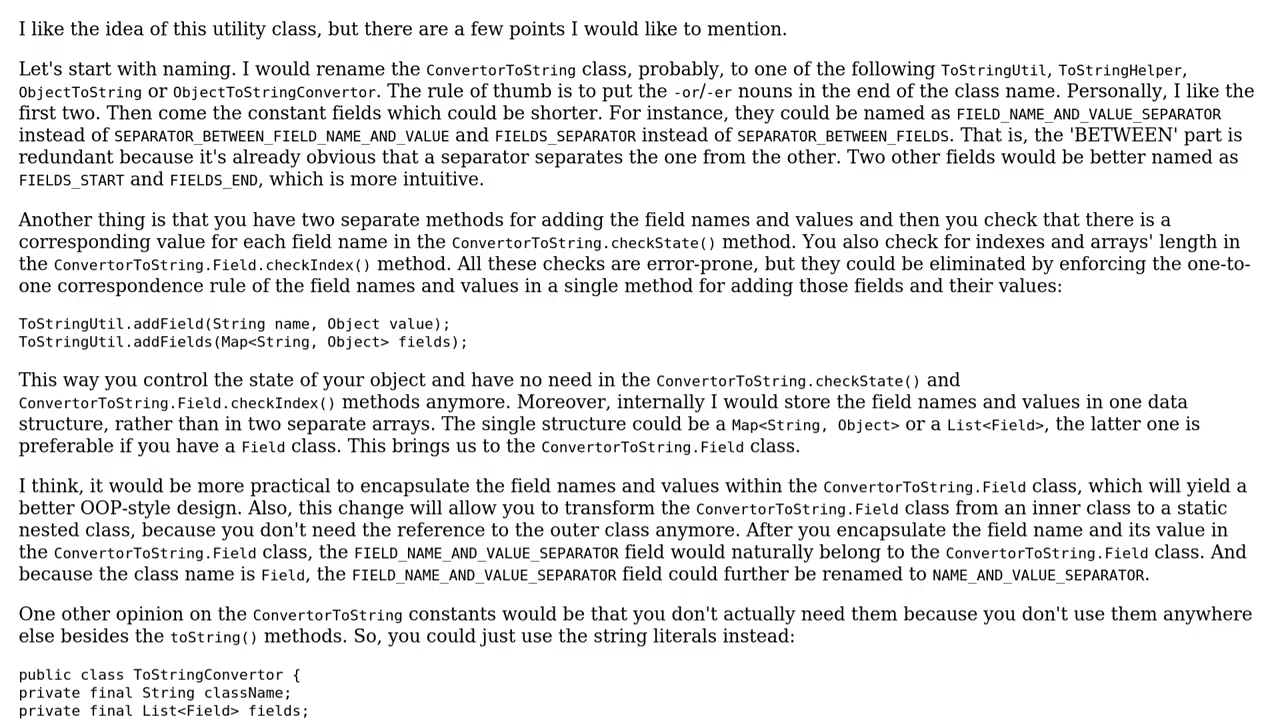 I like the idea of this utility class, but there are a few points I would like to mention.
Let's start with naming. I would rename the ConvertorToString class, probably, to one of the following ToStringUtil, ToStringHelper,
ObjectToString or ObjectToStringConvertor. The rule of thumb is to put the -or/-er nouns in the end of the class name. Personally, I like the
first two. Then come the constant fields which could be shorter. For instance, they could be named as FIELD_NAME_AND_VALUE_SEPARATOR
instead of SEPARATOR_BETWEEN_FIELD_NAME_AND_VALUE and FIELDS_SEPARATOR instead of SEPARATOR_BETWEEN_FIELDS. That is, the 'BETWEEN' part is
redundant because it's already obvious that a separator separates the one from the other. Two other fields would be better named as
FIELDS_START and FIELDS_END, which is more intuitive.
Another thing is that you have two separate methods for adding the field names and values and then you check that there is a
corresponding value for each field name in the ConvertorToString.checkState() method. You also check for indexes and arrays' length in
the ConvertorToString.Field.checkIndex() method. All these checks are error-prone, but they could be eliminated by enforcing the one-to-
one correspondence rule of the field names and values in a single method for adding those fields and their values:
ToStringUtil.addField(String name, Object value);
ToStringUtil.addFields(Map<String, Object> fields);
This way you control the state of your object and have no need in the ConvertorToString.checkState() and
ConvertorToString.Field.checkIndex() methods anymore. Moreover, internally I would store the field names and values in one data
structure, rather than in two separate arrays. The single structure could be a Map<String, Object> or a List<Field>, the latter one is
preferable if you have a Field class. This brings us to the ConvertorToString.Field class.
I think, it would be more practical to encapsulate the field names and values within the ConvertorToString.Field class, which will yield a
better OOP-style design. Also, this change will allow you to transform the ConvertorToString.Field class from an inner class to a static
nested class, because you don't need the reference to the outer class anymore. After you encapsulate the field name and its value in
the ConvertorToString.Field class, the FIELD_NAME_AND_VALUE_SEPARATOR field would naturally belong to the ConvertorToString.Field class. And
because the class name is Field, the FIELD_NAME_AND_VALUE_SEPARATOR field could further be renamed to NAME_AND_VALUE_SEPARATOR.
One other opinion on the ConvertorToString constants would be that you don't actually need them because you don't use them anywhere
else besides the toString() methods. So, you could just use the string literals instead:
public class ToStringConvertor {
private final String className;
private final List<Field> fields;